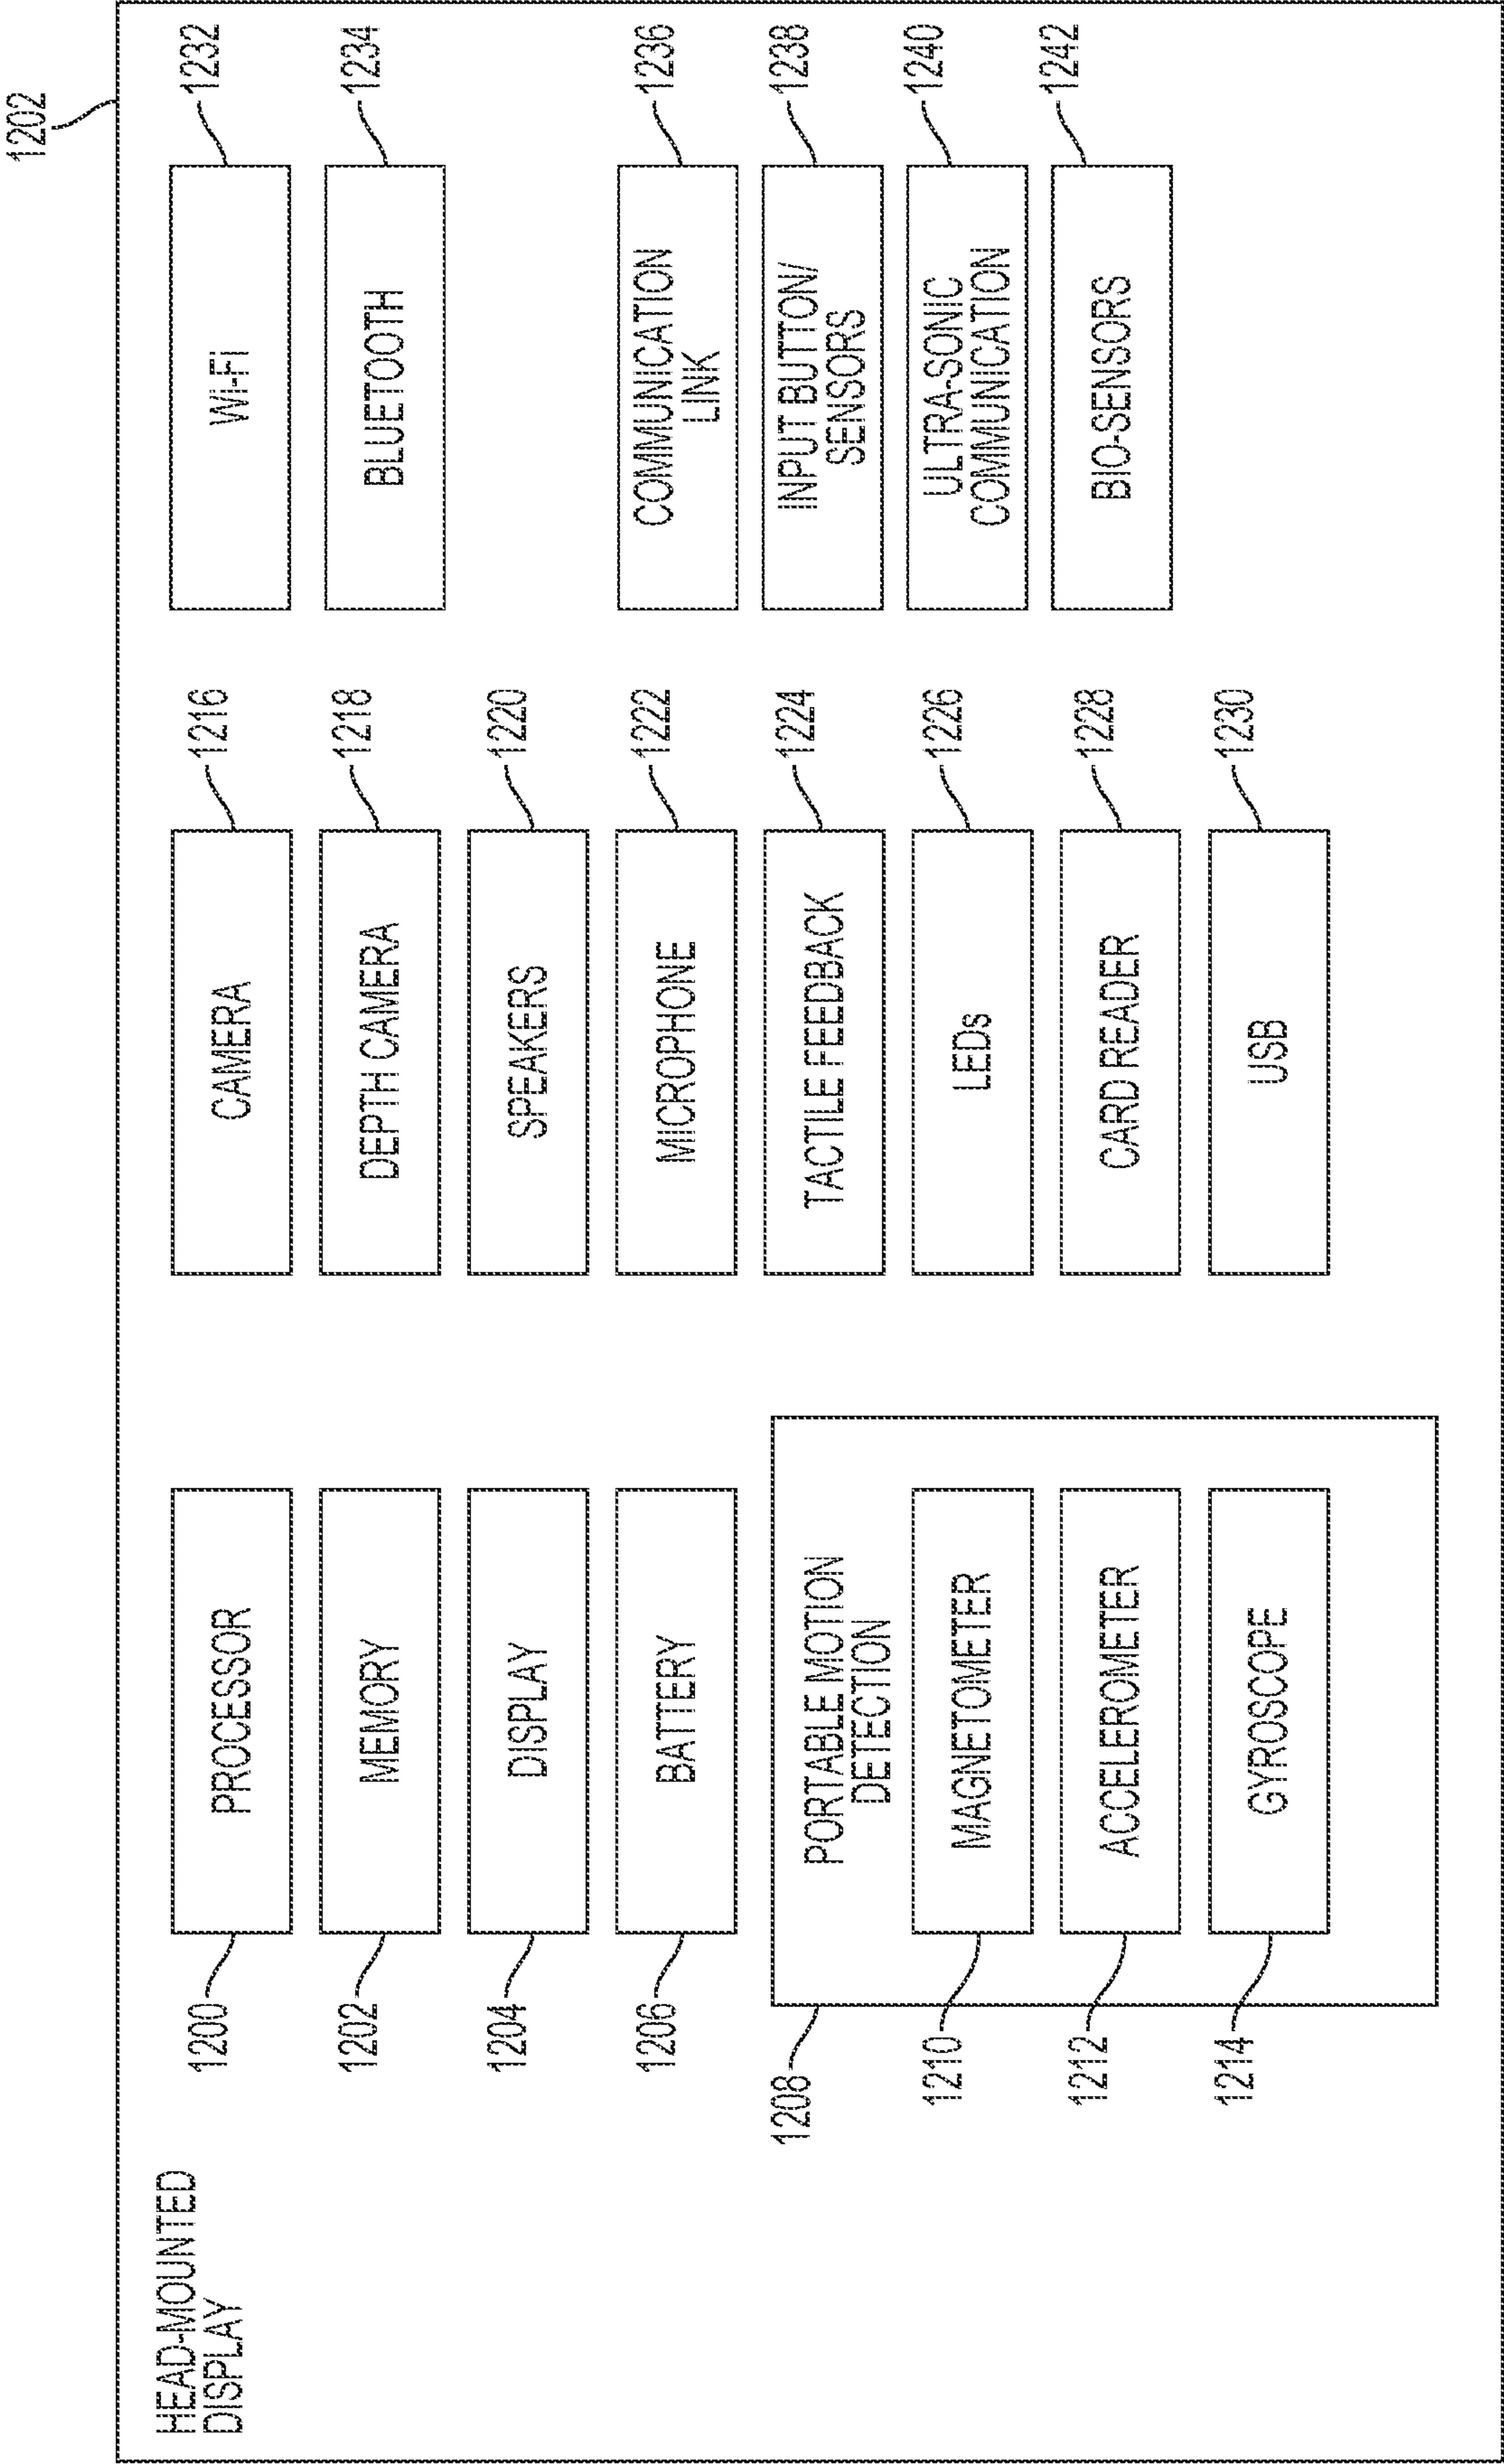 1202
HEAD-MOUNTED
DISPLAY
1200
PROCESSOR
1202
MEMORY
1204
DISPLAY
1206
BATTERY
1208
PORTABLE MOTION
DETECTION
1210
MAGNETOMETER
1212
ACCELEROMETER
1214
GYROSCOPE
CAMERA
1216
DEPTH CAMERA
1218
SPEAKERS
1220
MICROPHONE
1222
TACTILE FEEDBACK
1224
LEDs
1226
CARD READER
1228
USB
1230
Wi-Fi
1232
BLUETOOTH
1234
COMMUNICATION
LINK
1236
INPUT BUTTON/
SENSORS
1238
ULTRA-SONIC
COMMUNICATION
1240
BIO-SENSORS
1242